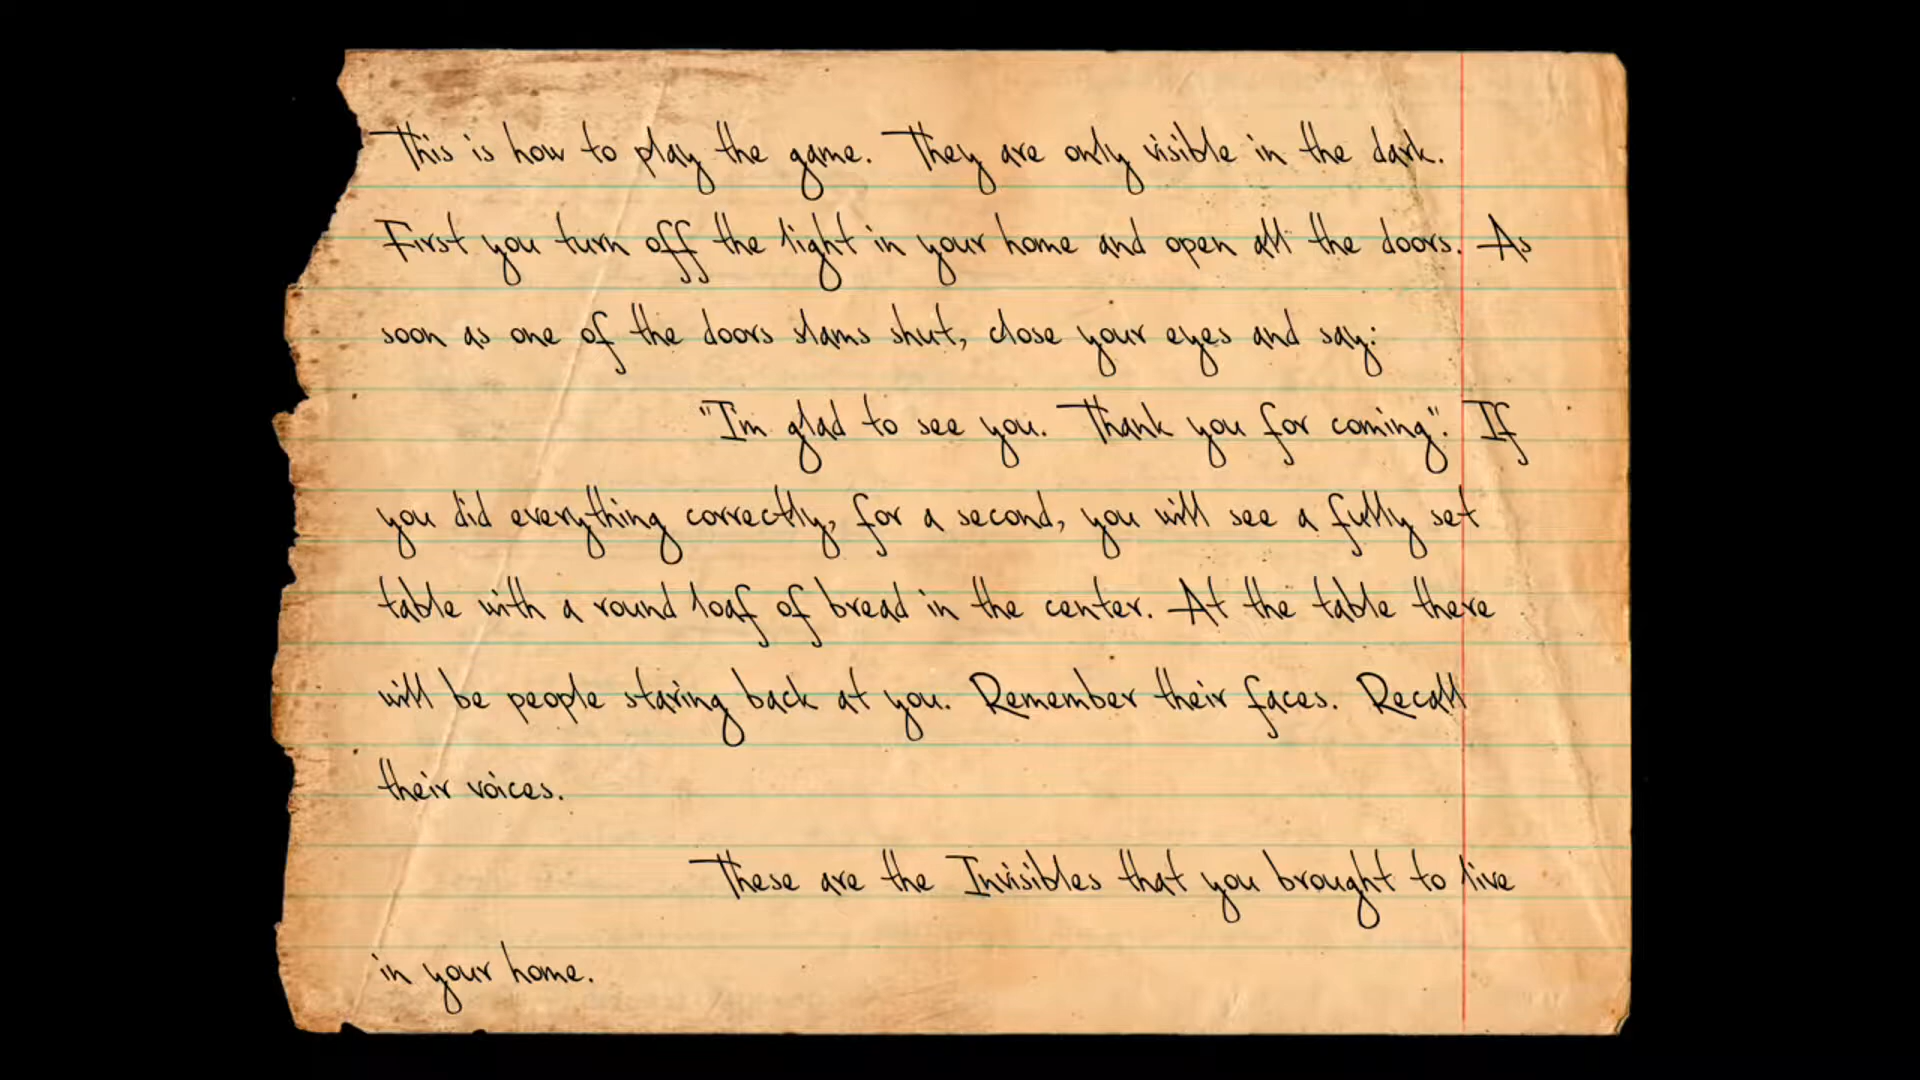 This is how to play the game. They are only visible in the dark.
First you turn off the light in your home and open all the doors. As
soon as one of the doors slams shut, close your eyes and say:
"I'm glad to see you. Thank you for coming". If
you did everything correctly, for a second, you will see a fully set
table with a round loaf of bread in the center. At the table there
will be people staring back at you. Remember their faces. Recall
their voices.
These are the Invisibles that you brought to live
in your home.